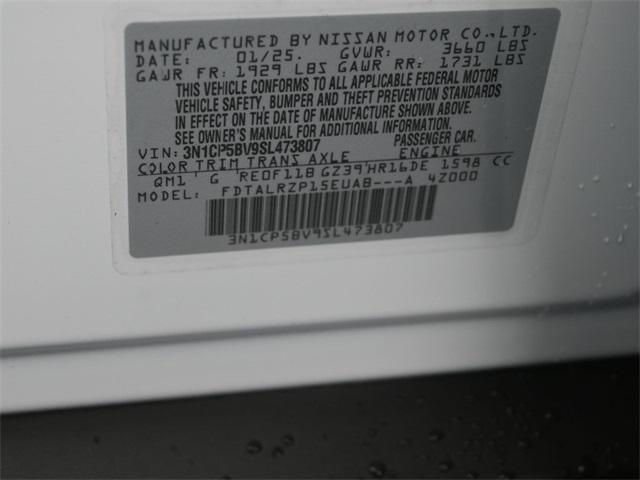 MANUFACTURED BY NISSAN MOTOR CO.,LTD.
DATE: 01/25. GVWR: 3660 LBS
GAWR FR: 1929 LBS GAWR RR: 1731 LBS
THIS VEHICLE CONFORMS TO ALL APPLICABLE FEDERAL MOTOR
VEHICLE SAFETY, BUMPER AND THEFT PREVENTION STANDARDS
IN EFFECT ON THE DATE OF MANUFACTURE SHOWN ABOVE.
SEE OWNER'S MANUAL FOR ADDITIONAL INFORMATION.
VIN: 3N1CP5BV9SL473807 PASSENGER CAR.
COLOR TRIM TRANS AXLE ENGINE
QM1 G RE0F11B GZ39 HR16DE 1598 CC
MODEL: FDTALRZP15EUAB---A 4Z000
3N1CP5BV9SL473807